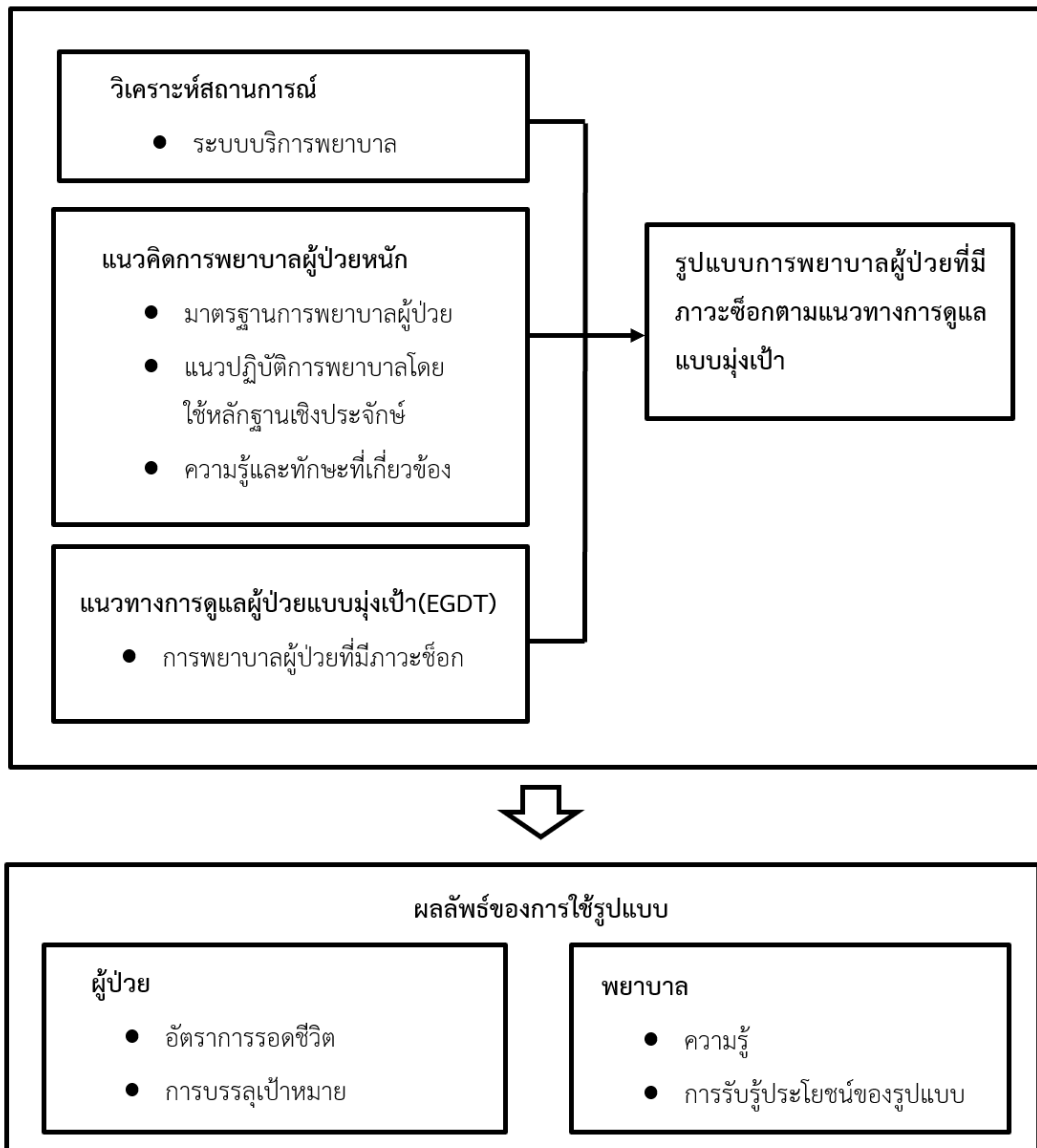 วิเคราะห์สถานการณ์
● ระบบบริการพยาบาล
แนวคิดการพยาบาลผู้ป่วยหนัก
● มาตรฐานการพยาบาลผู้ป่วย
● แนวปฏิบัติการพยาบาลโดย
ใช้หลักฐานเชิงประจักษ์
● ความรู้และทักษะที่เกี่ยวข้อง
แนวทางการดูแลผู้ป่วยแบบมุ่งเป้า(EGDT)
● การพยาบาลผู้ป่วยที่มีภาวะช็อก
รูปแบบการพยาบาลผู้ป่วยที่มี
ภาวะซ็อกตามแนวทางการดูแล
แบบมุ่งเป้า
ผลลัพธ์ของการใช้รูปแบบ
ผู้ป่วย
● อัตราการรอดชีวิต
● การบรรลุเป้าหมาย
พยาบาล
● ความรู้
● การรับรู้ประโยชน์ของรูปแบบ